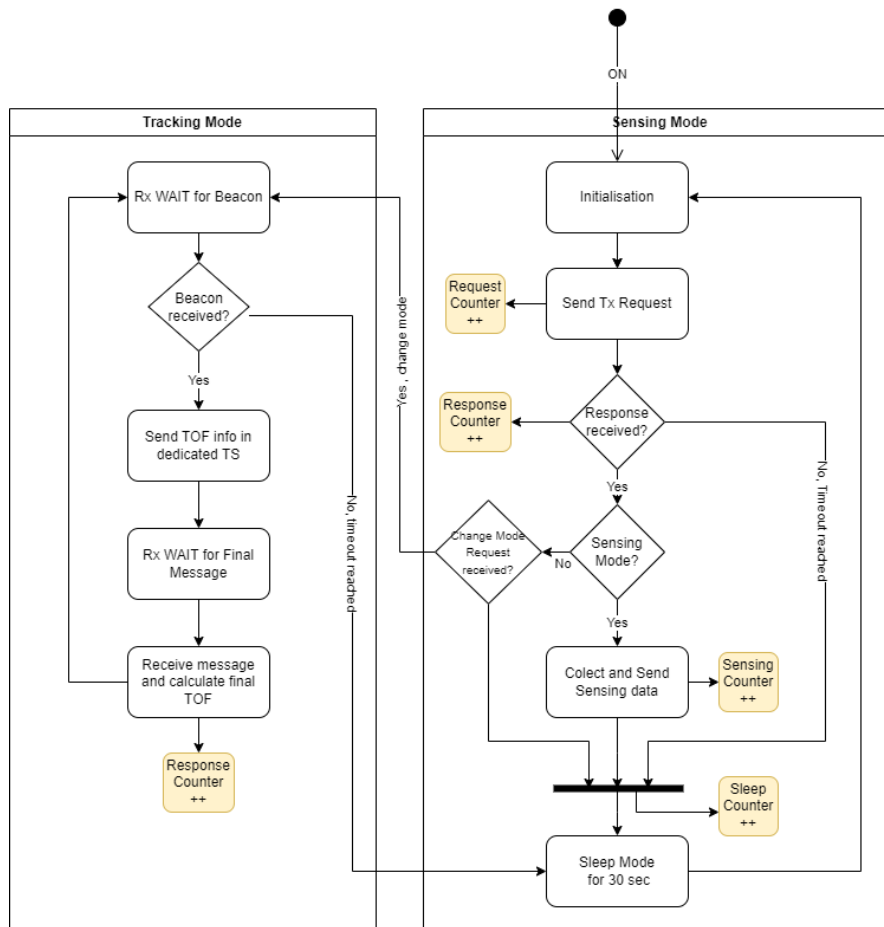 ON
Tracking Mode
Rx WAIT for Beacon
Beacon
received?
Yes
Send TOF info in
dedicated TS
Rx WAIT for Final
Message
Receive message
and calculate final
TOF
Response
Counter
++
No, timeout reached
Yes , change mode
Sensing Mode
Initialisation
Request
Counter
++
Send Tx Request
Response
Counter
++
Response
received?
Yes
No, Timeout reached
Change Mode
Request
received?
No
Sensing
Mode?
Yes
Colect and Send
Sensing data
Sensing
Counter
++
Sleep
Counter
++
Sleep Mode
for 30 sec